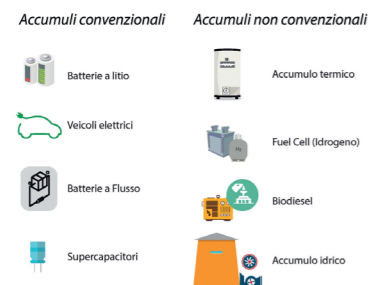 Accumuli convenzionali
Accumuli non convenzionali
Batterie a litio
Accumulo termico
Veicoli elettrici
Fuel Cell (Idrogeno)
H₂
Batterie a Flusso
Biodiesel
Supercapacitori
Accumulo idrico